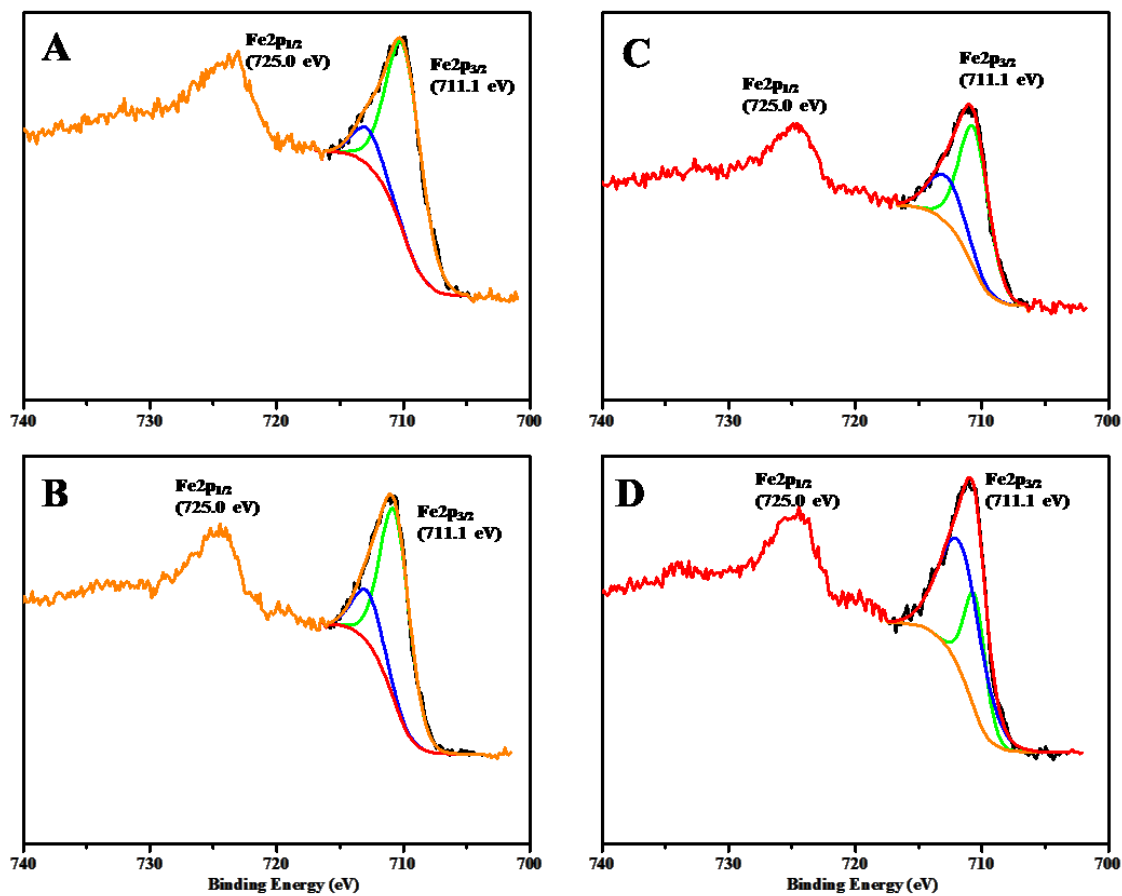 A
Fe2p1/2
(725.0 eV)
Fe2p3/2
(711.1 eV)
740 730 720 710 700
C
Fe2p1/2
(725.0 eV)
Fe2p3/2
(711.1 eV)
740 730 720 710 700
B
Fe2p1/2
(725.0 eV)
Fe2p3/2
(711.1 eV)
740 730 720 710 700
Binding Energy (eV)
D
Fe2p1/2
(725.0 eV)
Fe2p3/2
(711.1 eV)
740 730 720 710 700
Binding Energy (eV)